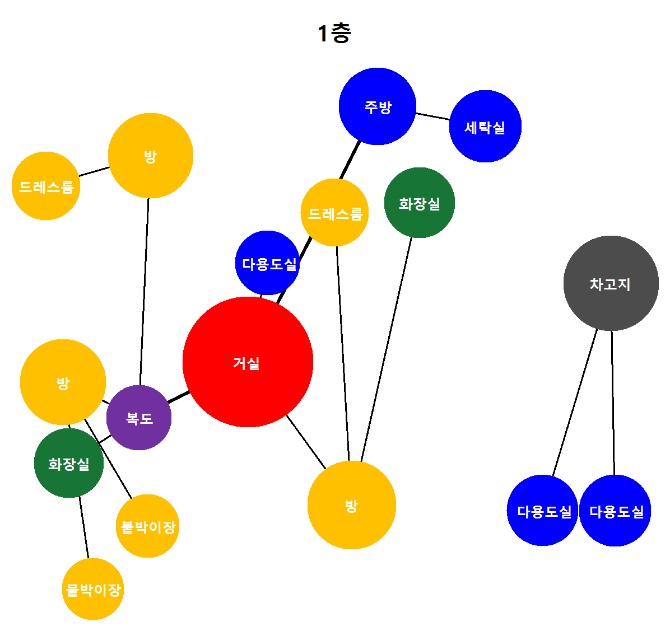 1층
주방
세탁실
방
드레스룸
화장실
드레스룸
다용도실
차고지
거실
방
복도
화장실
방
다용도실
다용도실
붙박이장
붙박이장